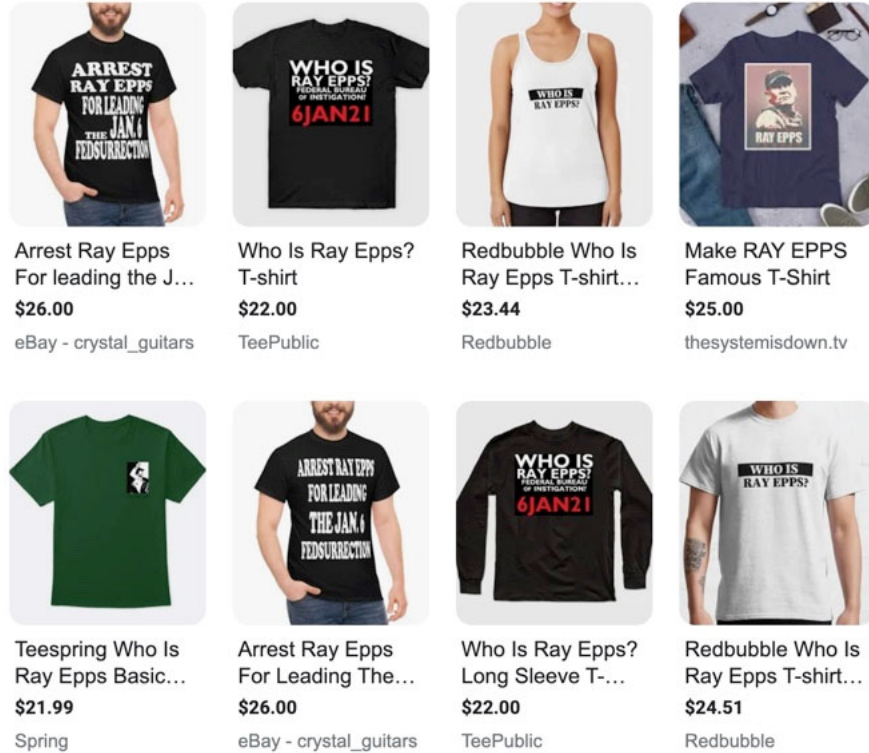 ARREST
RAY EPPS
FOR LEADING
THE JAN. 6
FEDSURRECTION
WHO IS
RAY EPPS?
FEDERAL BUREAU
OF INSTIGATION!
6JAN21
WHO IS
RAY EPPS?
RAY EPPS
Arrest Ray Epps
For leading the J...
$26.00
eBay - crystal_guitars
Who Is Ray Epps?
T-shirt
$22.00
TeePublic
Redbubble Who Is
Ray Epps T-shirt...
$23.44
Redbubble
Make RAY EPPS
Famous T-Shirt
$25.00
thesystemisdown.tv
ARREST RAY EPPS
FOR LEADING
THE JAN. 6
FEDSURRECTION
WHO IS
RAY EPPS?
FEDERAL BUREAU
OF INSTIGATION!
6JAN21
WHO IS
RAY EPPS?
Teespring Who Is
Ray Epps Basic...
$21.99
Spring
Arrest Ray Epps
For Leading The...
$26.00
eBay - crystal_guitars
Who Is Ray Epps?
Long Sleeve T-...
$22.00
TeePublic
Redbubble Who Is
Ray Epps T-shirt...
$24.51
Redbubble